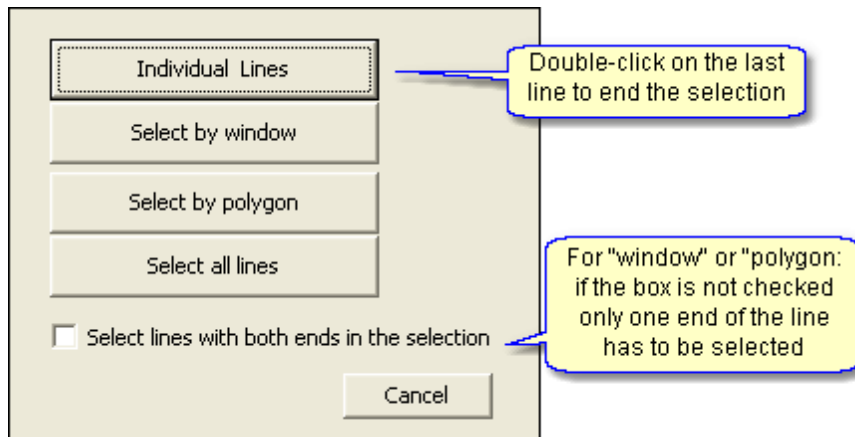 Individual Lines
Double-click on the last
line to end the selection
Select by window
Select by polygon
Select all lines
For "window" or "polygon:
if the box is not checked
only one end of the line
has to be selected
Select lines with both ends in the selection
Cancel